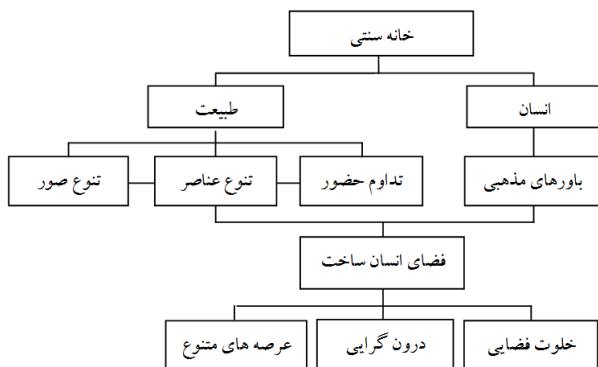 خانه سنتی
انسان
طبیعت
باورهای مذهبی
تداوم حضور
تنوع عناصر
تنوع صور
فضای انسان ساخت
خلوت فضایی
درون گرایی
عرصه های متنوع